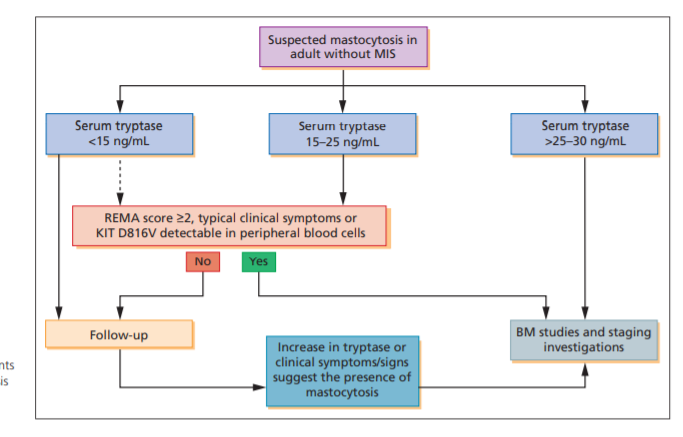 Suspected mastocytosis in
adult without MIS
Serum tryptase
<15 ng/mL
Serum tryptase
15–25 ng/mL
Serum tryptase
>25–30 ng/mL
REMA score ≥2, typical clinical symptoms or
KIT D816V detectable in peripheral blood cells
No
Yes
Follow-up
BM studies and staging
investigations
Increase in tryptase or
clinical symptoms/signs
suggest the presence of
mastocytosis
nts
is